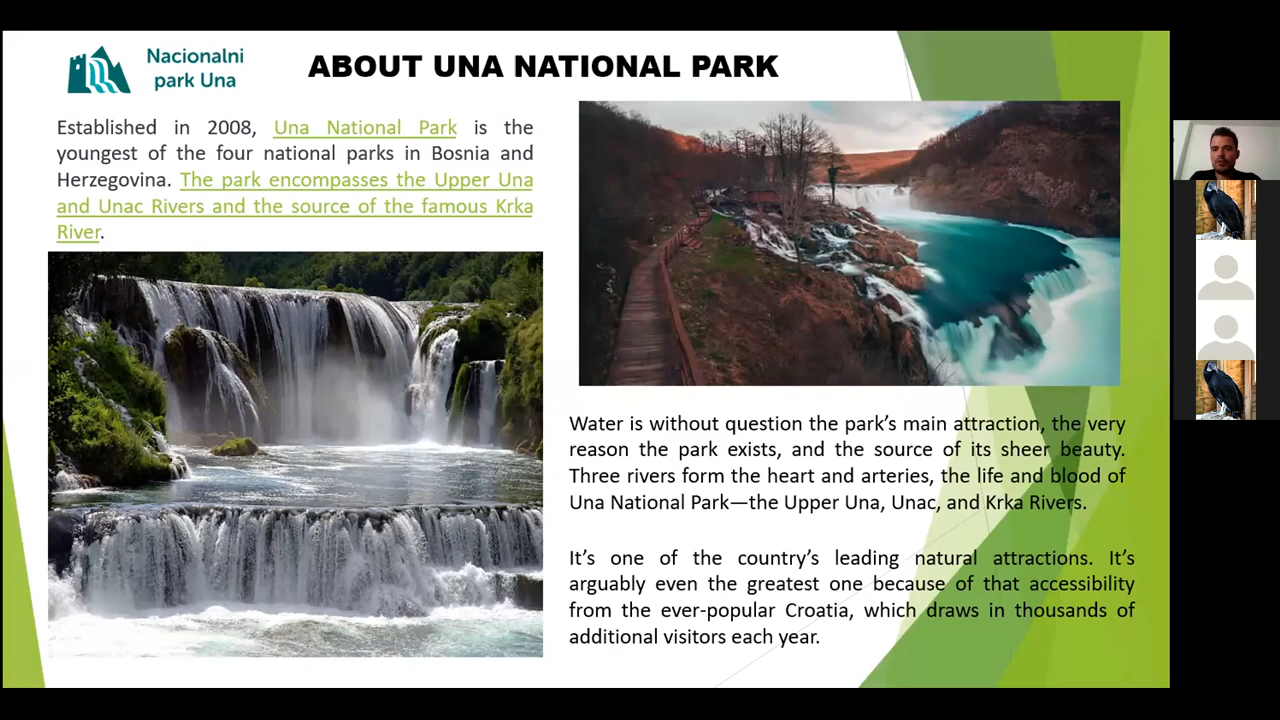 Nacionalni
park Una
ABOUT UNA NATIONAL PARK
Established in 2008, Una National Park is the
youngest of the four national parks in Bosnia and
Herzegovina. The park encompasses the Upper Una
and Unac Rivers and the source of the famous Krka
River.
Water is without question the park’s main attraction, the very
reason the park exists, and the source of its sheer beauty.
Three rivers form the heart and arteries, the life and blood of
Una National Park—the Upper Una, Unac, and Krka Rivers.
It’s one of the country’s leading natural attractions. It’s
arguably even the greatest one because of that accessibility
from the ever-popular Croatia, which draws in thousands of
additional visitors each year.